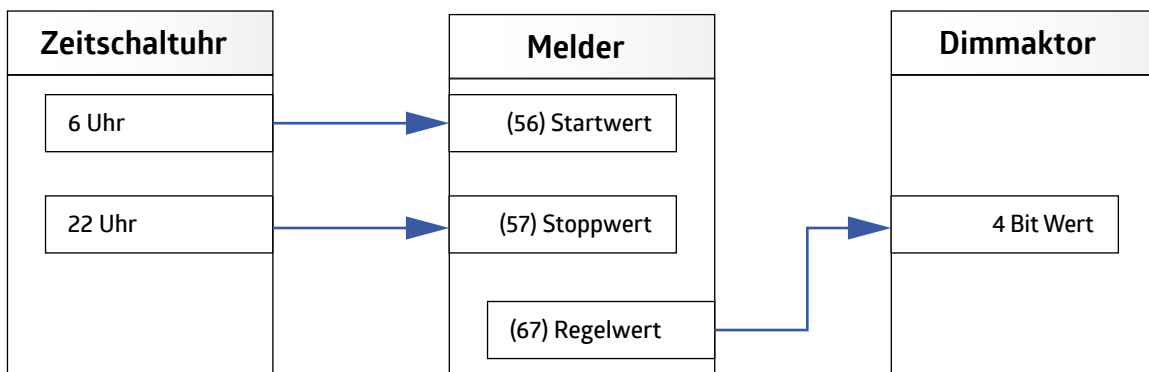 Zeitschaltuhr
6 Uhr
22 Uhr
Melder
(56) Startwert
(57) Stoppwert
(67) Regelwert
Dimmaktor
4 Bit Wert